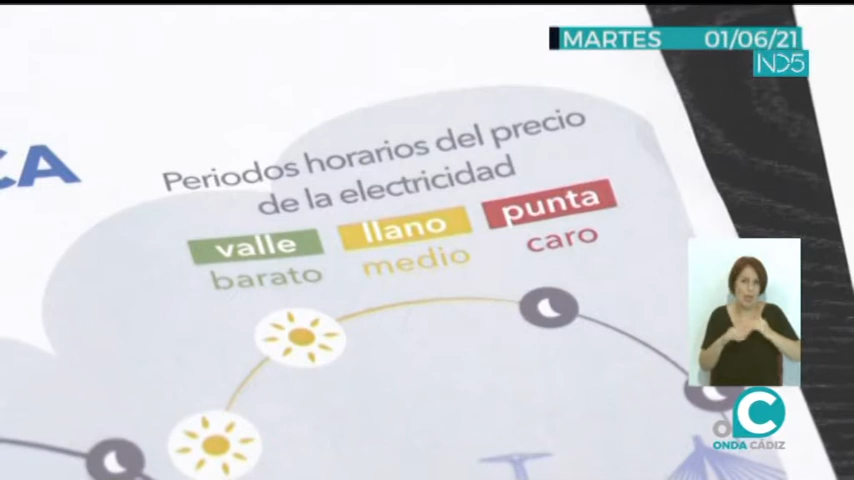 MARTES 01/06/21
IND5
CA
Periodos horarios del precio
de la electricidad
valle llano punta
barato medio caro
C
ONDA CÁDIZ